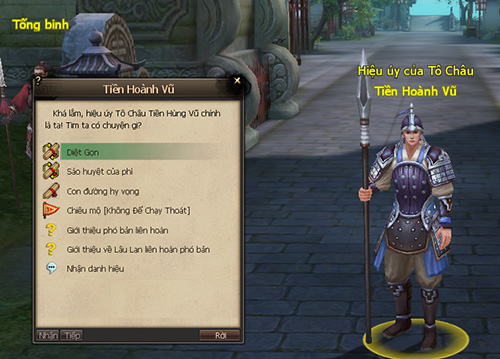 Tống binh
Hiệu úy của Tô Châu
Tiền Hoành Vũ
?
Tiền Hoành Vũ
Khá lắm, hiệu úy Tô Châu Tiền Hùng Vũ chính
là ta! Tìm ta có chuyện gì?
Diệt Gọn
Sào huyệt của phỉ
Con đường hy vọng
Chiêu mộ [Không Để Chạy Thoát]
Giới thiệu phó bản liên hoàn
Giới thiệu về Lâu Lan liên hoàn phó bản
Nhận danh hiệu
Nhận Tiếp Rời